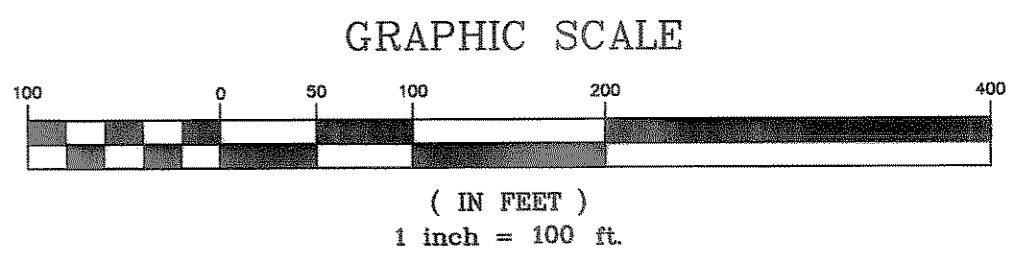 GRAPHIC SCALE
100 0 50 100 200 400
( IN FEET )
1 inch = 100 ft.